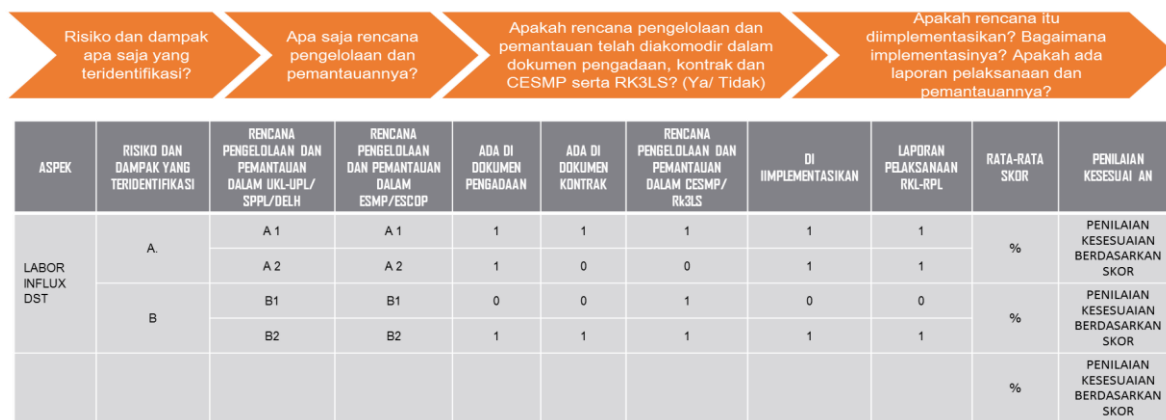 Risiko dan dampak
apa saja yang
teridentifikasi?
Apa saja rencana
pengelolaan dan
pemantauannya?
Apakah rencana pengelolaan dan
pemantauan telah diakomodir dalam
dokumen pengadaan, kontrak dan
CESMP serta RK3LS? (Ya/ Tidak)
Apakah rencana itu
diimplementasikan? Bagaimana
implementasinya? Apakah ada
laporan pelaksanaan dan
pemantauannya?
ASPEK
RISIKO DAN
DAMPAK YANG
TERIDENTIFIKASI
RENCANA
PENGELOLAAN DAN
PEMANTAUAN
DALAM UKL-UPL/
SPPL/DELH
RENCANA
PENGELOLAAN
DAN PEMANTAUAN
DALAM
ESMP/ESCOP
ADA DI
DOKUMEN
PENGADAAN
ADA DI
DOKUMEN
KONTRAK
RENCANA
PENGELOLAAN DAN
PEMANTAUAN
DALAM CESMP/
Rk3LS
DI
IIMPLEMENTASIKAN
LAPORAN
PELAKSANAAN
RKL-RPL
RATA-RATA
SKOR
PENILAIAN
KESESUAI AN
LABOR
INFLUX
DST
A.
A 1
A 1
1
1
1
1
1
%
PENILAIAN
KESESUAIAN
BERDASARKAN
SKOR
A 2
A 2
1
0
0
1
1
B
B1
B1
0
0
1
0
0
%
PENILAIAN
KESESUAIAN
BERDASARKAN
SKOR
B2
B2
1
1
1
1
1
%
PENILAIAN
KESESUAIAN
BERDASARKAN
SKOR